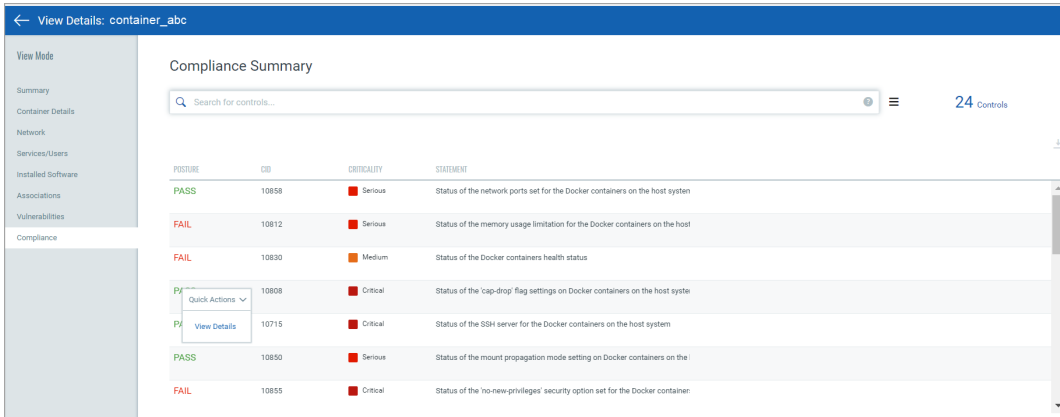 View Details: container_abc
View Mode
Summary
Container Details
Network
Services/Users
Installed Software
Associations
Vulnerabilities
Compliance
Compliance Summary
Search for controls...
24 Controls
POSTURE CID CRITICALITY STATEMENT
PASS 10858 Serious Status of the network ports set for the Docker containers on the host system
FAIL 10812 Serious Status of the memory usage limitation for the Docker containers on the host
FAIL 10830 Medium Status of the Docker containers health status
10808 Critical Status of the 'cap-drop' flag settings on Docker containers on the host
Quick Actions
10715 Critical Status of the SSH server for the Docker containers on the host system
View Details
PASS 10850 Serious Status of the mount propagation mode setting on Docker containers on the
FAIL 10855 Critical Status of the 'no-new-privileges' security option set for the Docker